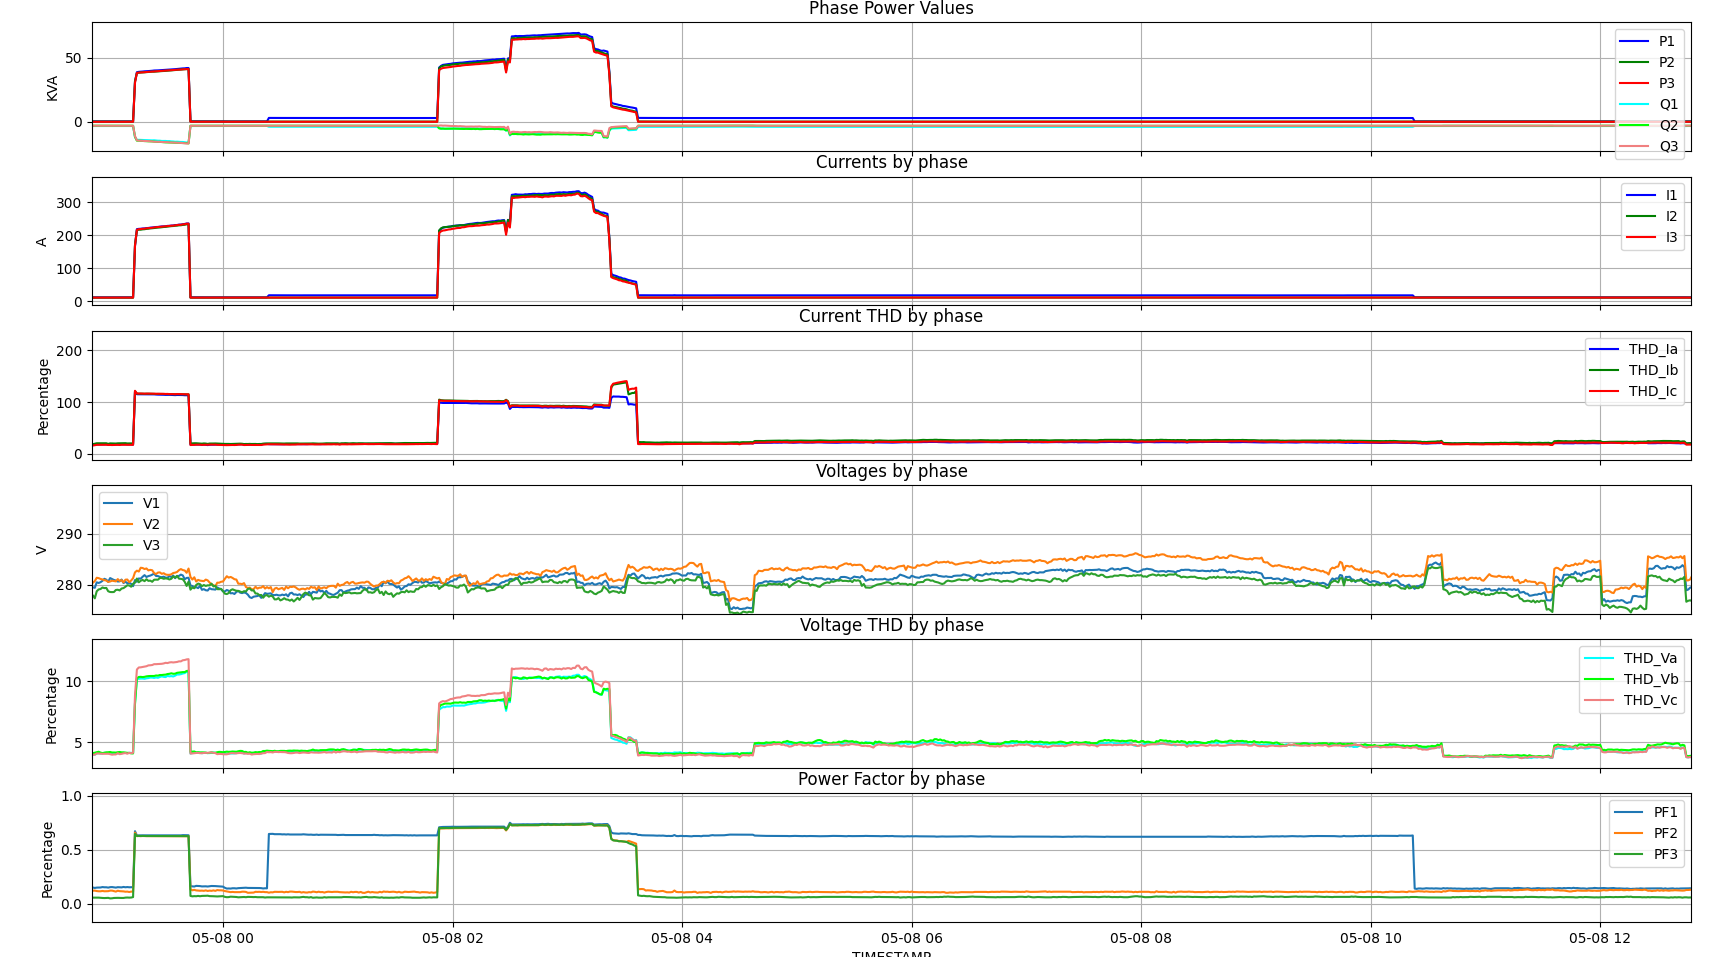 Phase Power Values
KVA
50
0
P1
P2
P3
Q1
Q2
Q3
Currents by phase
A
300
200
100
0
I1
I2
I3
Current THD by phase
Percentage
200
100
0
THD_Ia
THD_Ib
THD_Ic
Voltages by phase
V
290
280
V1
V2
V3
Voltage THD by phase
Percentage
10
5
THD_Va
THD_Vb
THD_Vc
Power Factor by phase
Percentage
1.0
0.5
0.0
PF1
PF2
PF3
05-08 00 05-08 02 05-08 04 05-08 06 05-08 08 05-08 10 05-08 12
TIMESTAMP